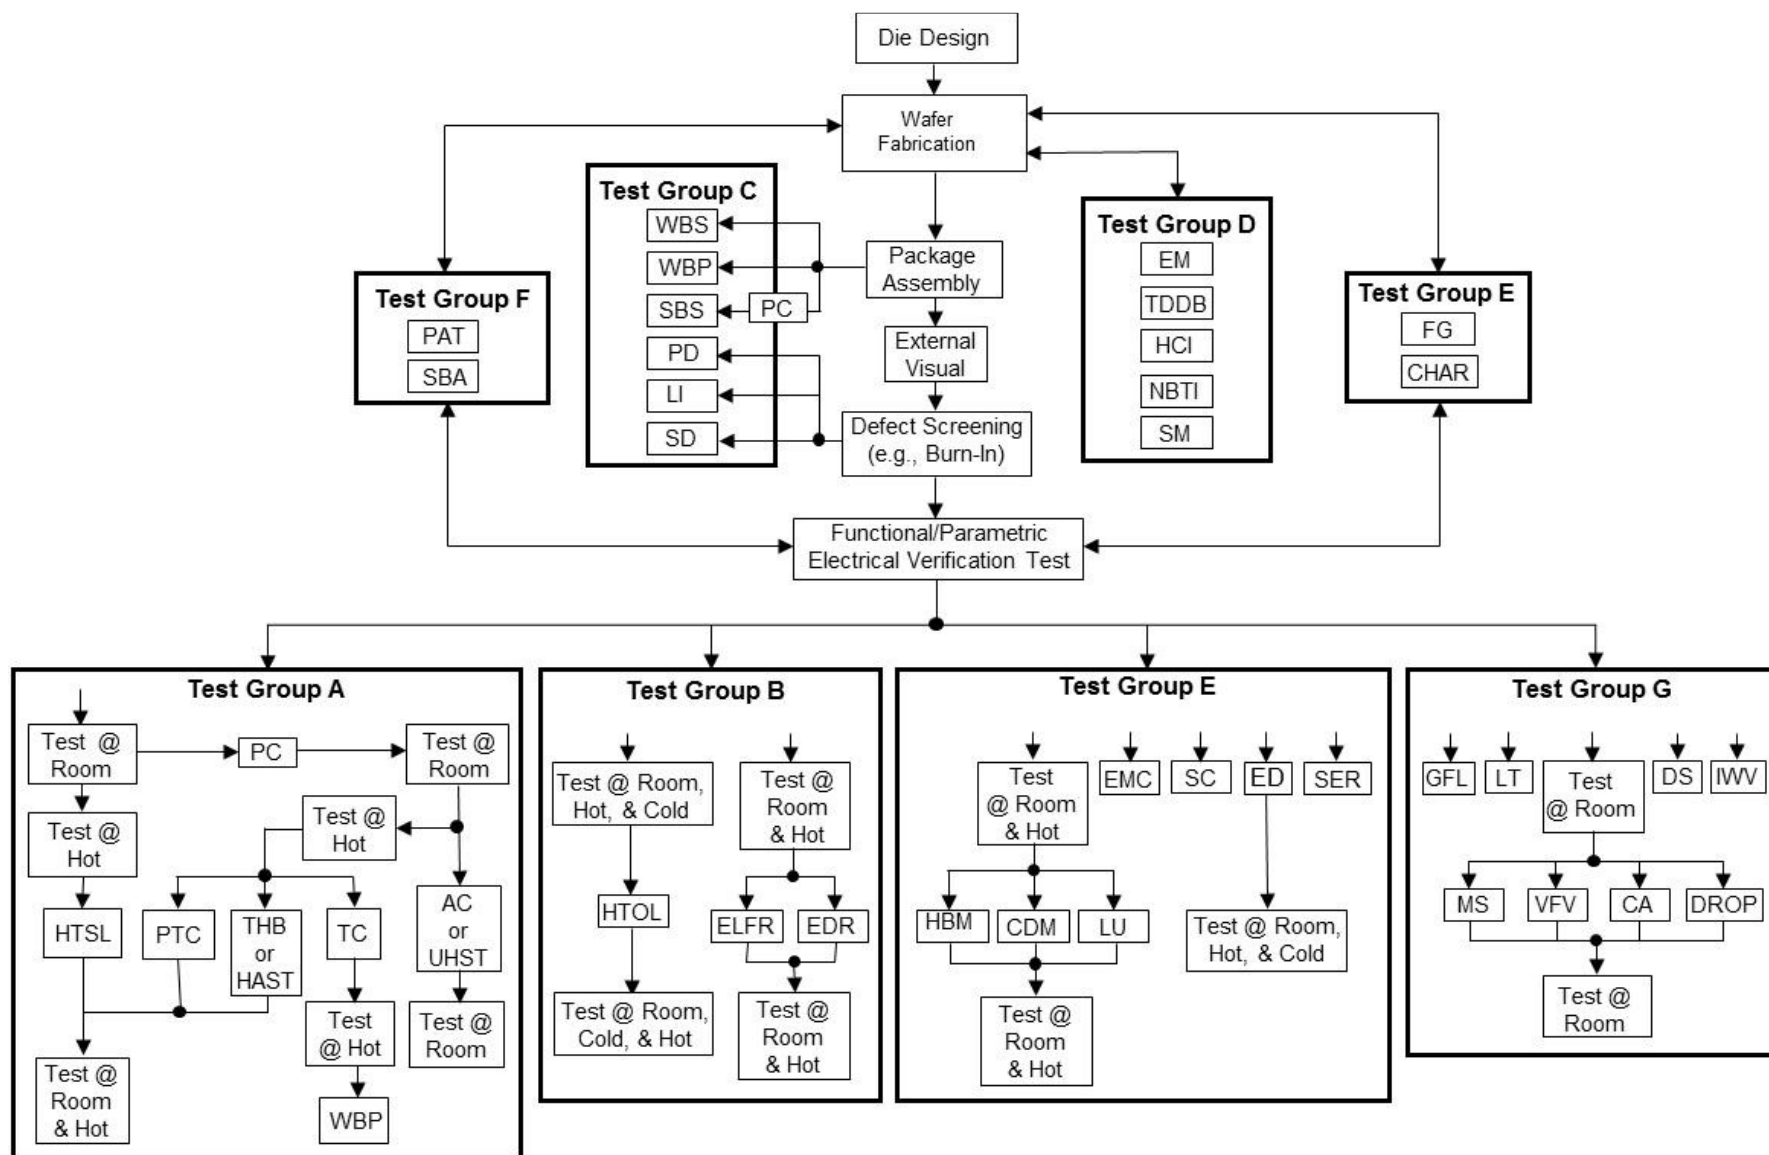 Die Design
Wafer
Fabrication
Test Group C
WBS
WBP
SBS
PC
PD
LI
SD
Package
Assembly
External
Visual
Defect Screening
(e.g., Burn-In)
Test Group D
EM
TDDB
HCI
NBTI
SM
Test Group F
PAT
SBA
Test Group E
FG
CHAR
Functional/Parametric
Electrical Verification Test
Test Group A
Test @
Room
PC
Test @
Room
Test @
Hot
Test @
Hot
HTSL
PTC
THB
or
HAST
TC
AC
or
UHST
Test
@ Hot
Test @
Room
Test @
Room
& Hot
WBP
Test Group B
Test @ Room,
Hot, & Cold
Test @
Room
& Hot
HTOL
ELFR
EDR
Test @ Room,
Cold, & Hot
Test @
Room
& Hot
Test Group E
Test
@ Room
& Hot
EMC
SC
ED
SER
HBM
CDM
LU
Test @ Room,
Hot, & Cold
Test @
Room
& Hot
Test Group G
GFL
LT
Test
@ Room
DS
IWV
MS
VFV
CA
DROP
Test @
Room